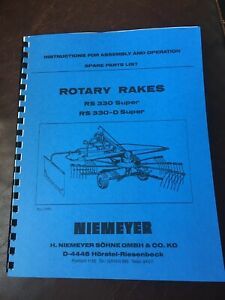 INSTRUCTIONS FOR ASSEMBLY AND OPERATION
SPARE PARTS LIST
ROTARY RAKES
RS 330 Super
RS 330-D Super
NIEMEYER
H. NIEMEYER SÖHNE GMBH & CO. KG
D-4446 Hörstel-Riesenbeck